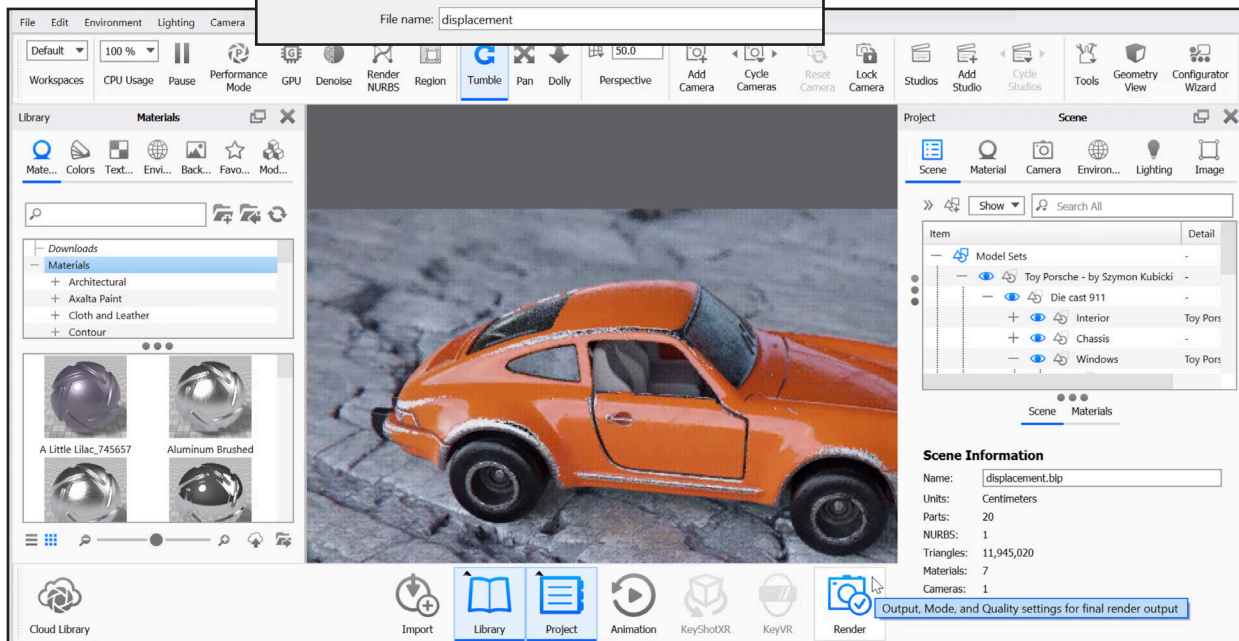 File name: displacement
File Edit Environment Lighting Camera
Default 100 % 50.0
Workspaces CPU Usage Pause Performance Mode GPU Denoise Render NURBS Region Tumble Pan Dolly Perspective Add Camera Cycle Cameras Reset Camera Lock Camera Studios Add Studio Cycle Studios Tools Geometry View Configurator Wizard
Library Materials
Mate... Colors Text... Envi... Back... Favo... Mod...
Downloads
Materials
Architectural
Axalta Paint
Cloth and Leather
Contour
A Little Lilac_745657 Aluminum Brushed
Project Scene
Scene Material Camera Environ... Lighting Image
Show Search All
Item Detail
Model Sets -
Toy Porsche - by Szymon Kubicki -
Die cast 911 -
Interior Toy Pors
Chassis -
Windows Toy Pors
Scene Materials
Scene Information
Name: displacement.bip
Units: Centimeters
Parts: 20
NURBS: 1
Triangles: 11,945,020
Materials: 7
Cameras: 1
Output, Mode, and Quality settings for final render output
Cloud Library Import Library Project Animation KeyShotXR KeyVR Render